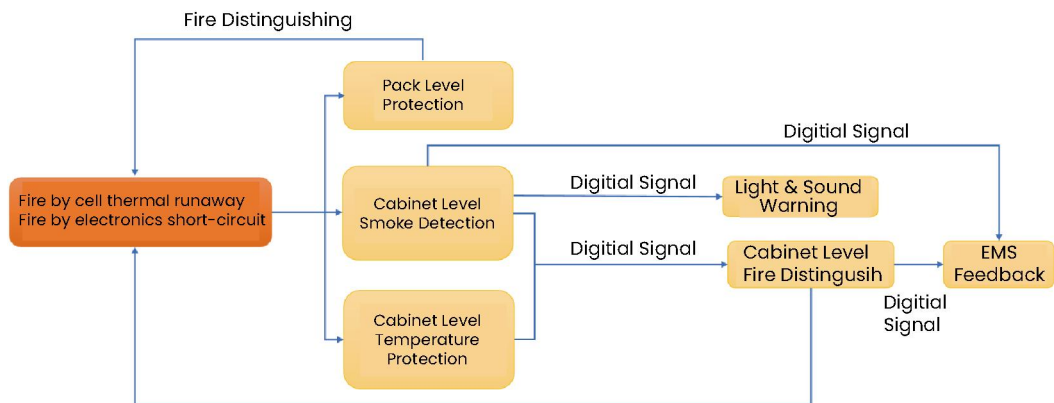 Fire Distinguishing
Pack Level
Protection
Digitial Signal
Fire by cell thermal runaway
Fire by electronics short-circuit
Cabinet Level
Smoke Detection
Digitial Signal
Light & Sound
Warning
Digitial Signal
Cabinet Level
Fire Distingusih
EMS
Feedback
Digitial
Signal
Cabinet Level
Temperature
Protection